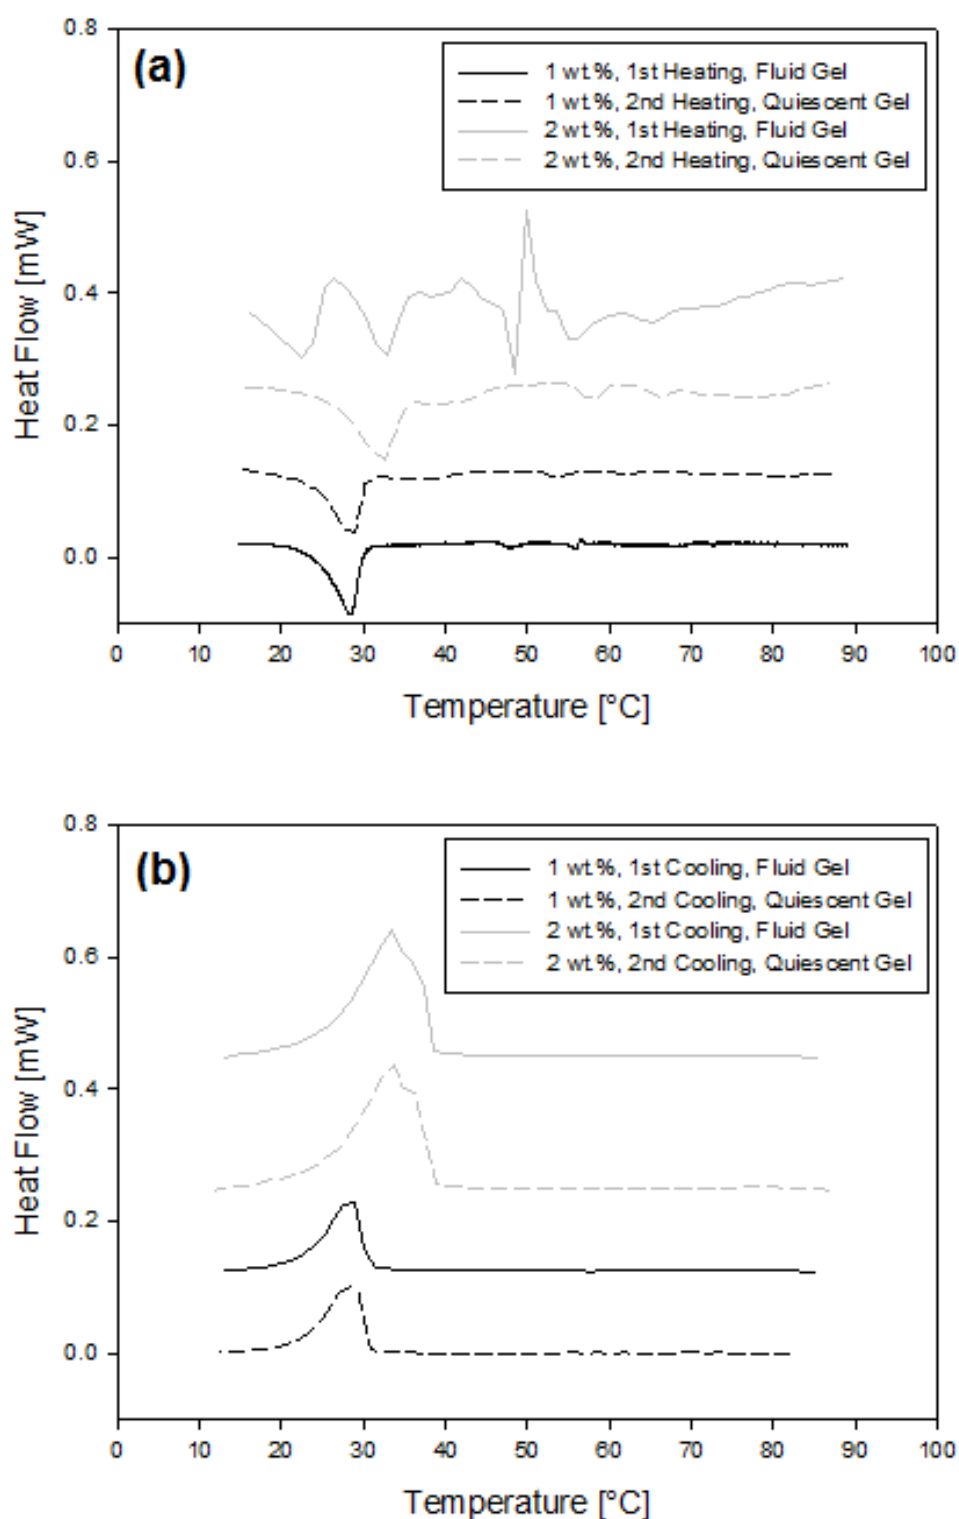 0.8
(a)
1 wt.%, 1st Heating, Fluid Gel
1 wt.%, 2nd Heating, Quiescent Gel
2 wt.%, 1st Heating, Fluid Gel
2 wt.%, 2nd Heating, Quiescent Gel
0.6
0.4
0.2
0.0
Heat Flow [mW]
0 10 20 30 40 50 60 70 80 90 100
Temperature [°C]
0.8
(b)
1 wt.%, 1st Cooling, Fluid Gel
1 wt.%, 2nd Cooling, Quiescent Gel
2 wt.%, 1st Cooling, Fluid Gel
2 wt.%, 2nd Cooling, Quiescent Gel
0.6
0.4
0.2
0.0
Heat Flow [mW]
0 10 20 30 40 50 60 70 80 90 100
Temperature [°C]